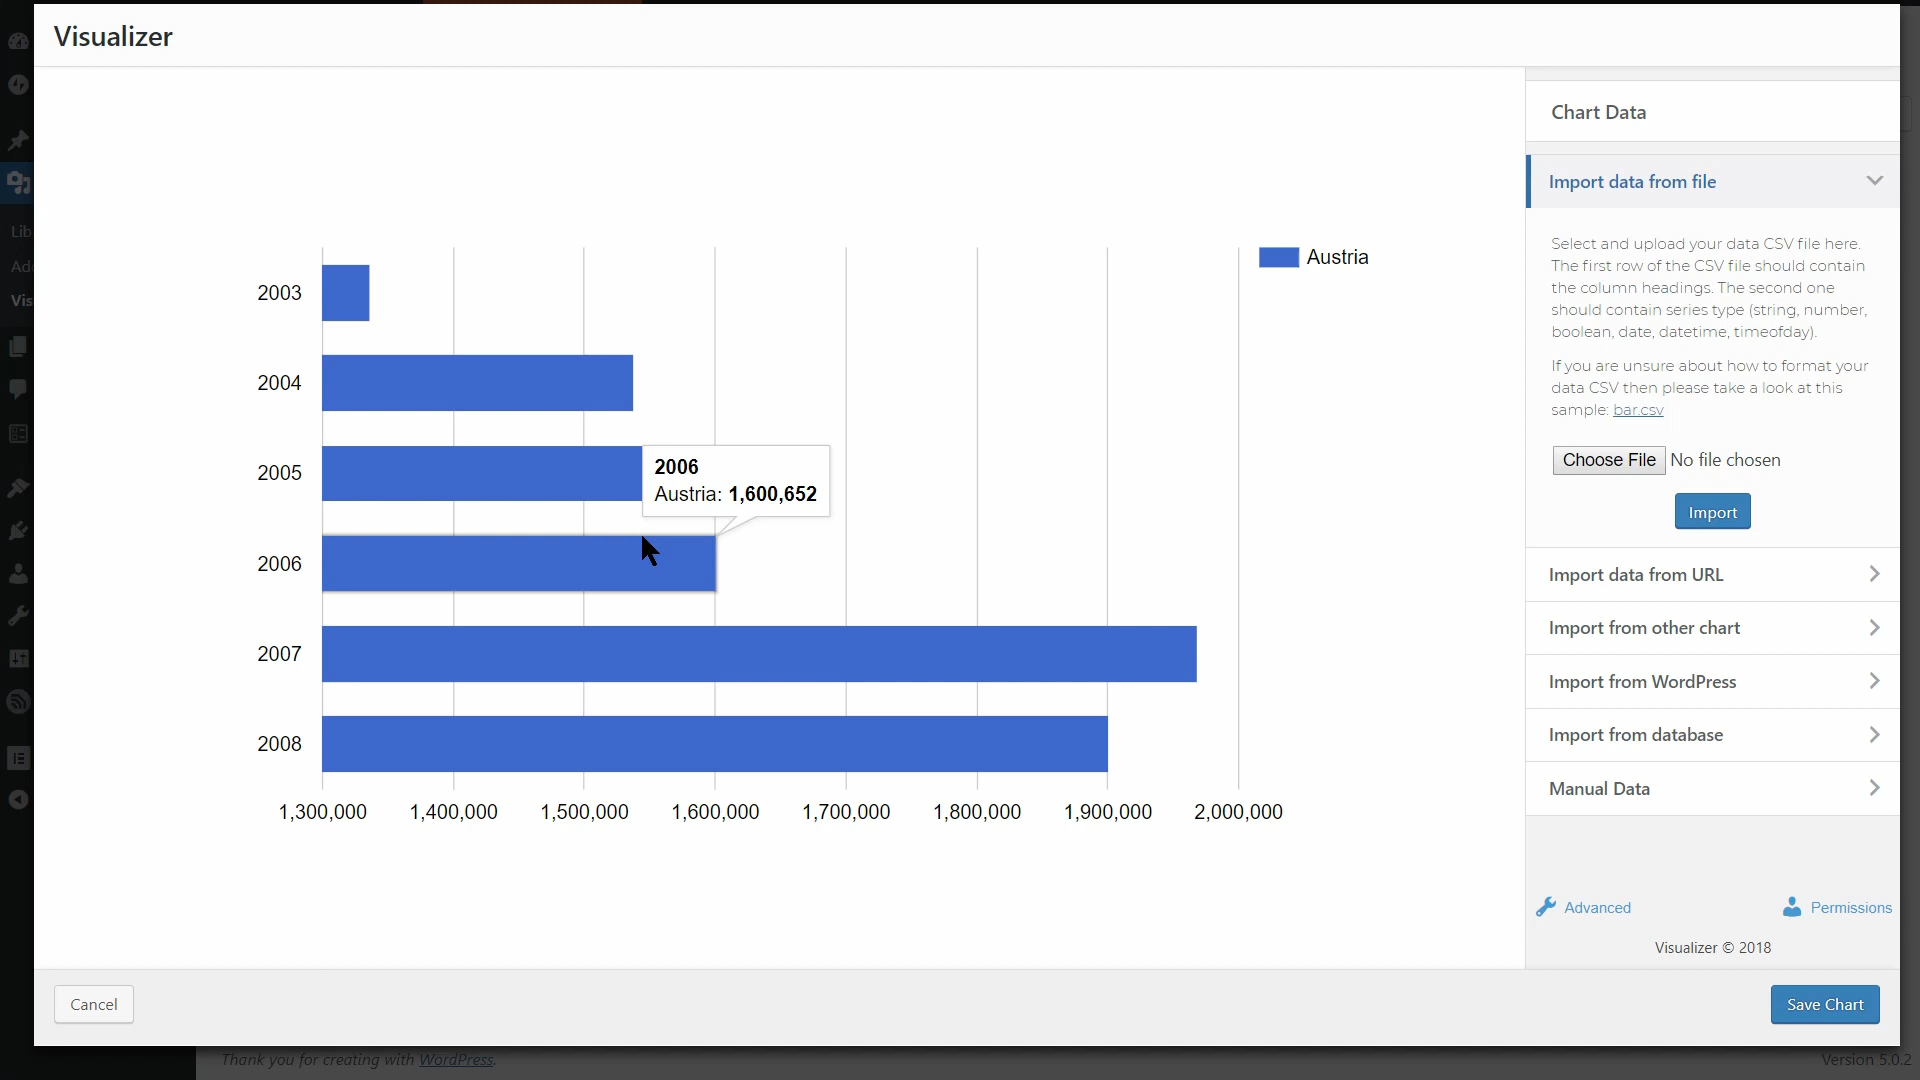 Visualizer
Lib
Ad
Vis
2003
2004
2005
2006
2007
2008
2006
Austria: 1,600,652
1,300,000 1,400,000 1,500,000 1,600,000 1,700,000 1,800,000 1,900,000 2,000,000
Austria
Chart Data
Import data from file
Select and upload your data CSV file here.
The first row of the CSV file should contain
the column headings. The second one
should contain series type (string, number,
boolean, date, datetime, timeofday).
If you are unsure about how to format your
data CSV then please take a look at this
sample: bar.csv
Choose File No file chosen
Import
Import data from URL
Import from other chart
Import from WordPress
Import from database
Manual Data
Advanced Permissions
Visualizer © 2018
Cancel Save Chart
Thank you for creating with WordPress. Version 5.0.2